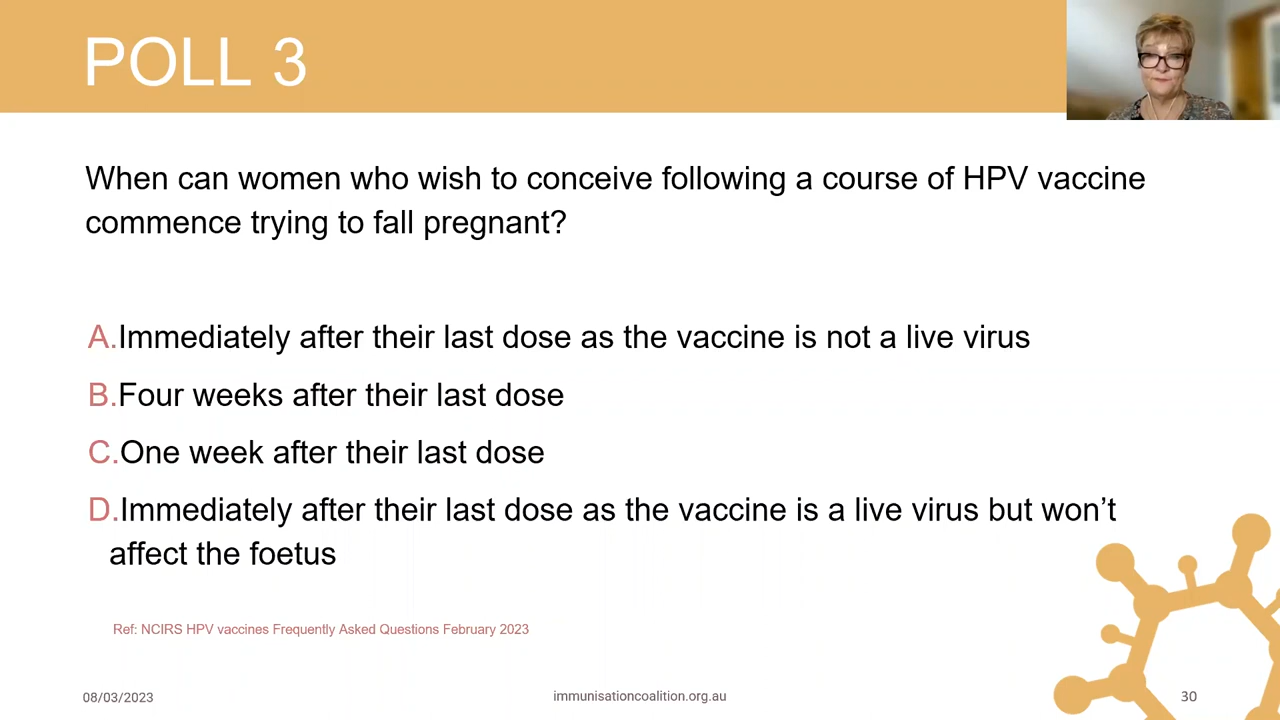 POLL 3
When can women who wish to conceive following a course of HPV vaccine
commence trying to fall pregnant?
A.Immediately after their last dose as the vaccine is not a live virus
B.Four weeks after their last dose
C.One week after their last dose
D.Immediately after their last dose as the vaccine is a live virus but won’t
affect the foetus
Ref: NCIRS HPV vaccines Frequently Asked Questions February 2023
08/03/2023
immunisationcoalition.org.au
30